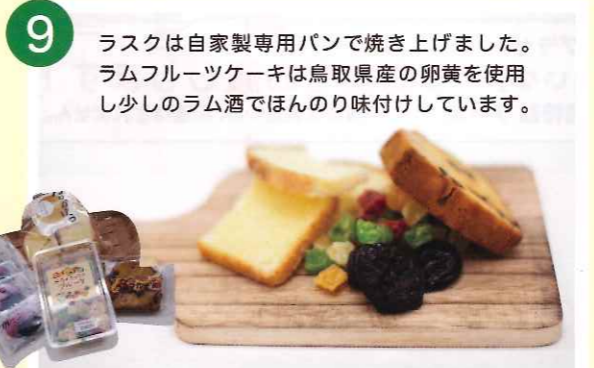 9
ラスクは自家製専用パンで焼き上げました。
ラムフルーツケーキは鳥取県産の卵黄を使用
し少しのラム酒でほんのり味付けしています。